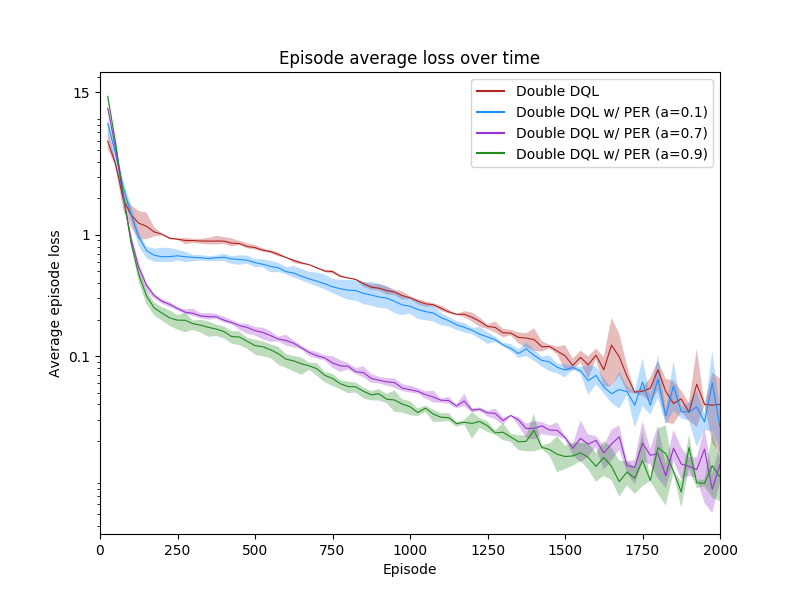 Episode average loss over time
Double DQL
Double DQL w/ PER (a=0.1)
Double DQL w/ PER (a=0.7)
Double DQL w/ PER (a=0.9)
Average episode loss
15
1
0.1
0 250 500 750 1000 1250 1500 1750 2000
Episode